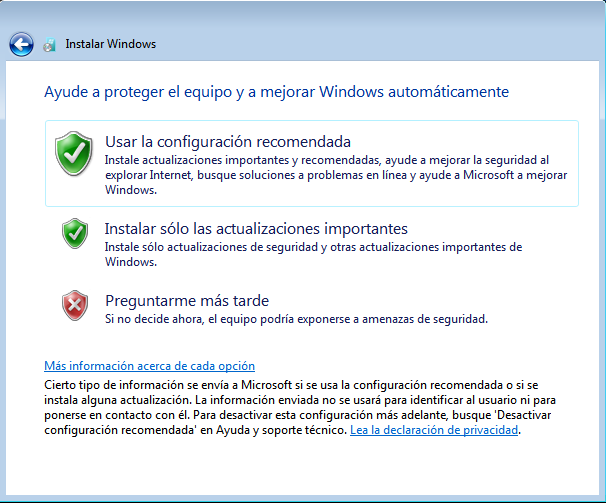 Instalar Windows
Ayude a proteger el equipo y a mejorar Windows automáticamente
Usar la configuración recomendada
Instale actualizaciones importantes y recomendadas, ayude a mejorar la seguridad al
explorar Internet, busque soluciones a problemas en línea y ayude a Microsoft a mejorar
Windows.
Instalar sólo las actualizaciones importantes
Instale sólo actualizaciones de seguridad y otras actualizaciones importantes de
Windows.
Preguntarme más tarde
Si no decide ahora, el equipo podría exponerse a amenazas de seguridad.
Más información acerca de cada opción
Cierto tipo de información se envía a Microsoft si se usa la configuración recomendada o si se
instala alguna actualización. La información enviada no se usará para identificar al usuario ni para
ponerse en contacto con él. Para desactivar esta configuración más adelante, busque 'Desactivar
configuración recomendada' en Ayuda y soporte técnico. Lea la declaración de privacidad.